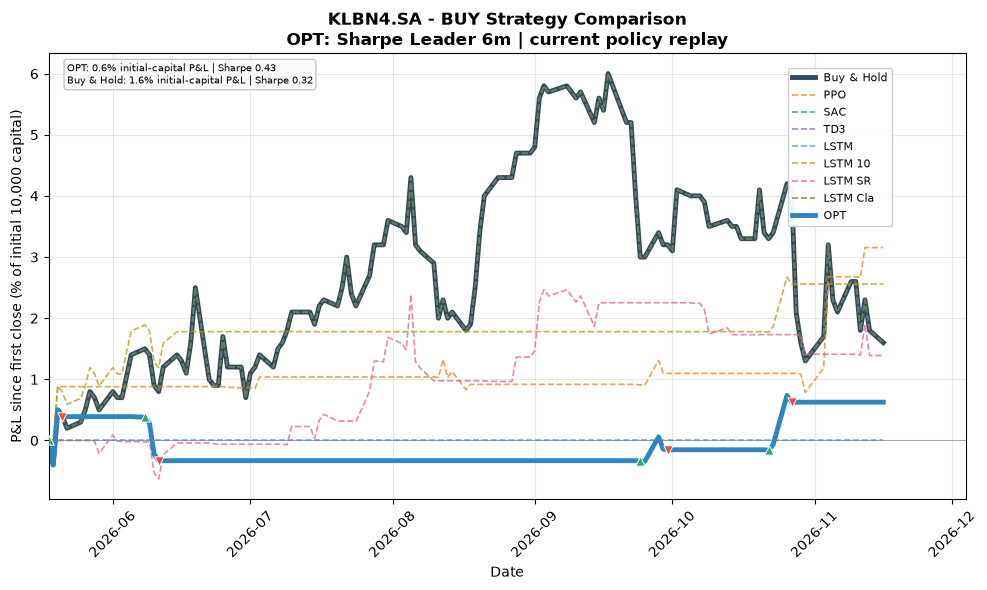 KLBN4.SA - BUY Strategy Comparison
OPT: Sharpe Leader 6m | current policy replay
OPT: 0.6% initial-capital P&L | Sharpe 0.43
Buy & Hold: 1.6% initial-capital P&L | Sharpe 0.32
Buy & Hold
PPO
SAC
TD3
LSTM
LSTM 10
LSTM SR
LSTM Cla
OPT
P&L since first close (% of initial 10,000 capital)
6
5
4
3
2
1
0
2026-06
2026-07
2026-08
2026-09
2026-10
2026-11
2026-12
Date